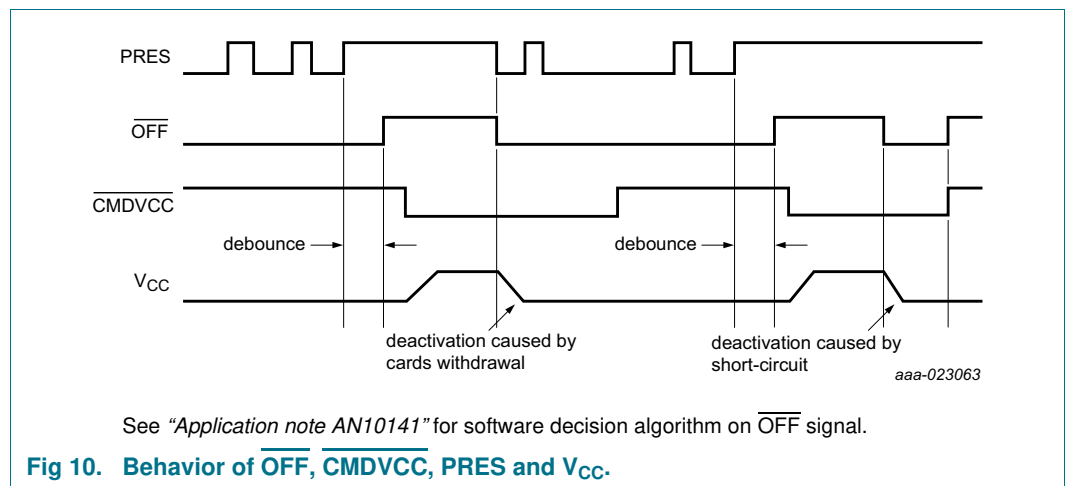 PRES
OFF
CMDVCC
debounce
debounce
VCC
deactivation caused by
cards withdrawal
deactivation caused by
short-circuit
aaa-023063
See “Application note AN10141” for software decision algorithm on OFF signal.
Fig 10. Behavior of OFF, CMDVCC, PRES and VCC.